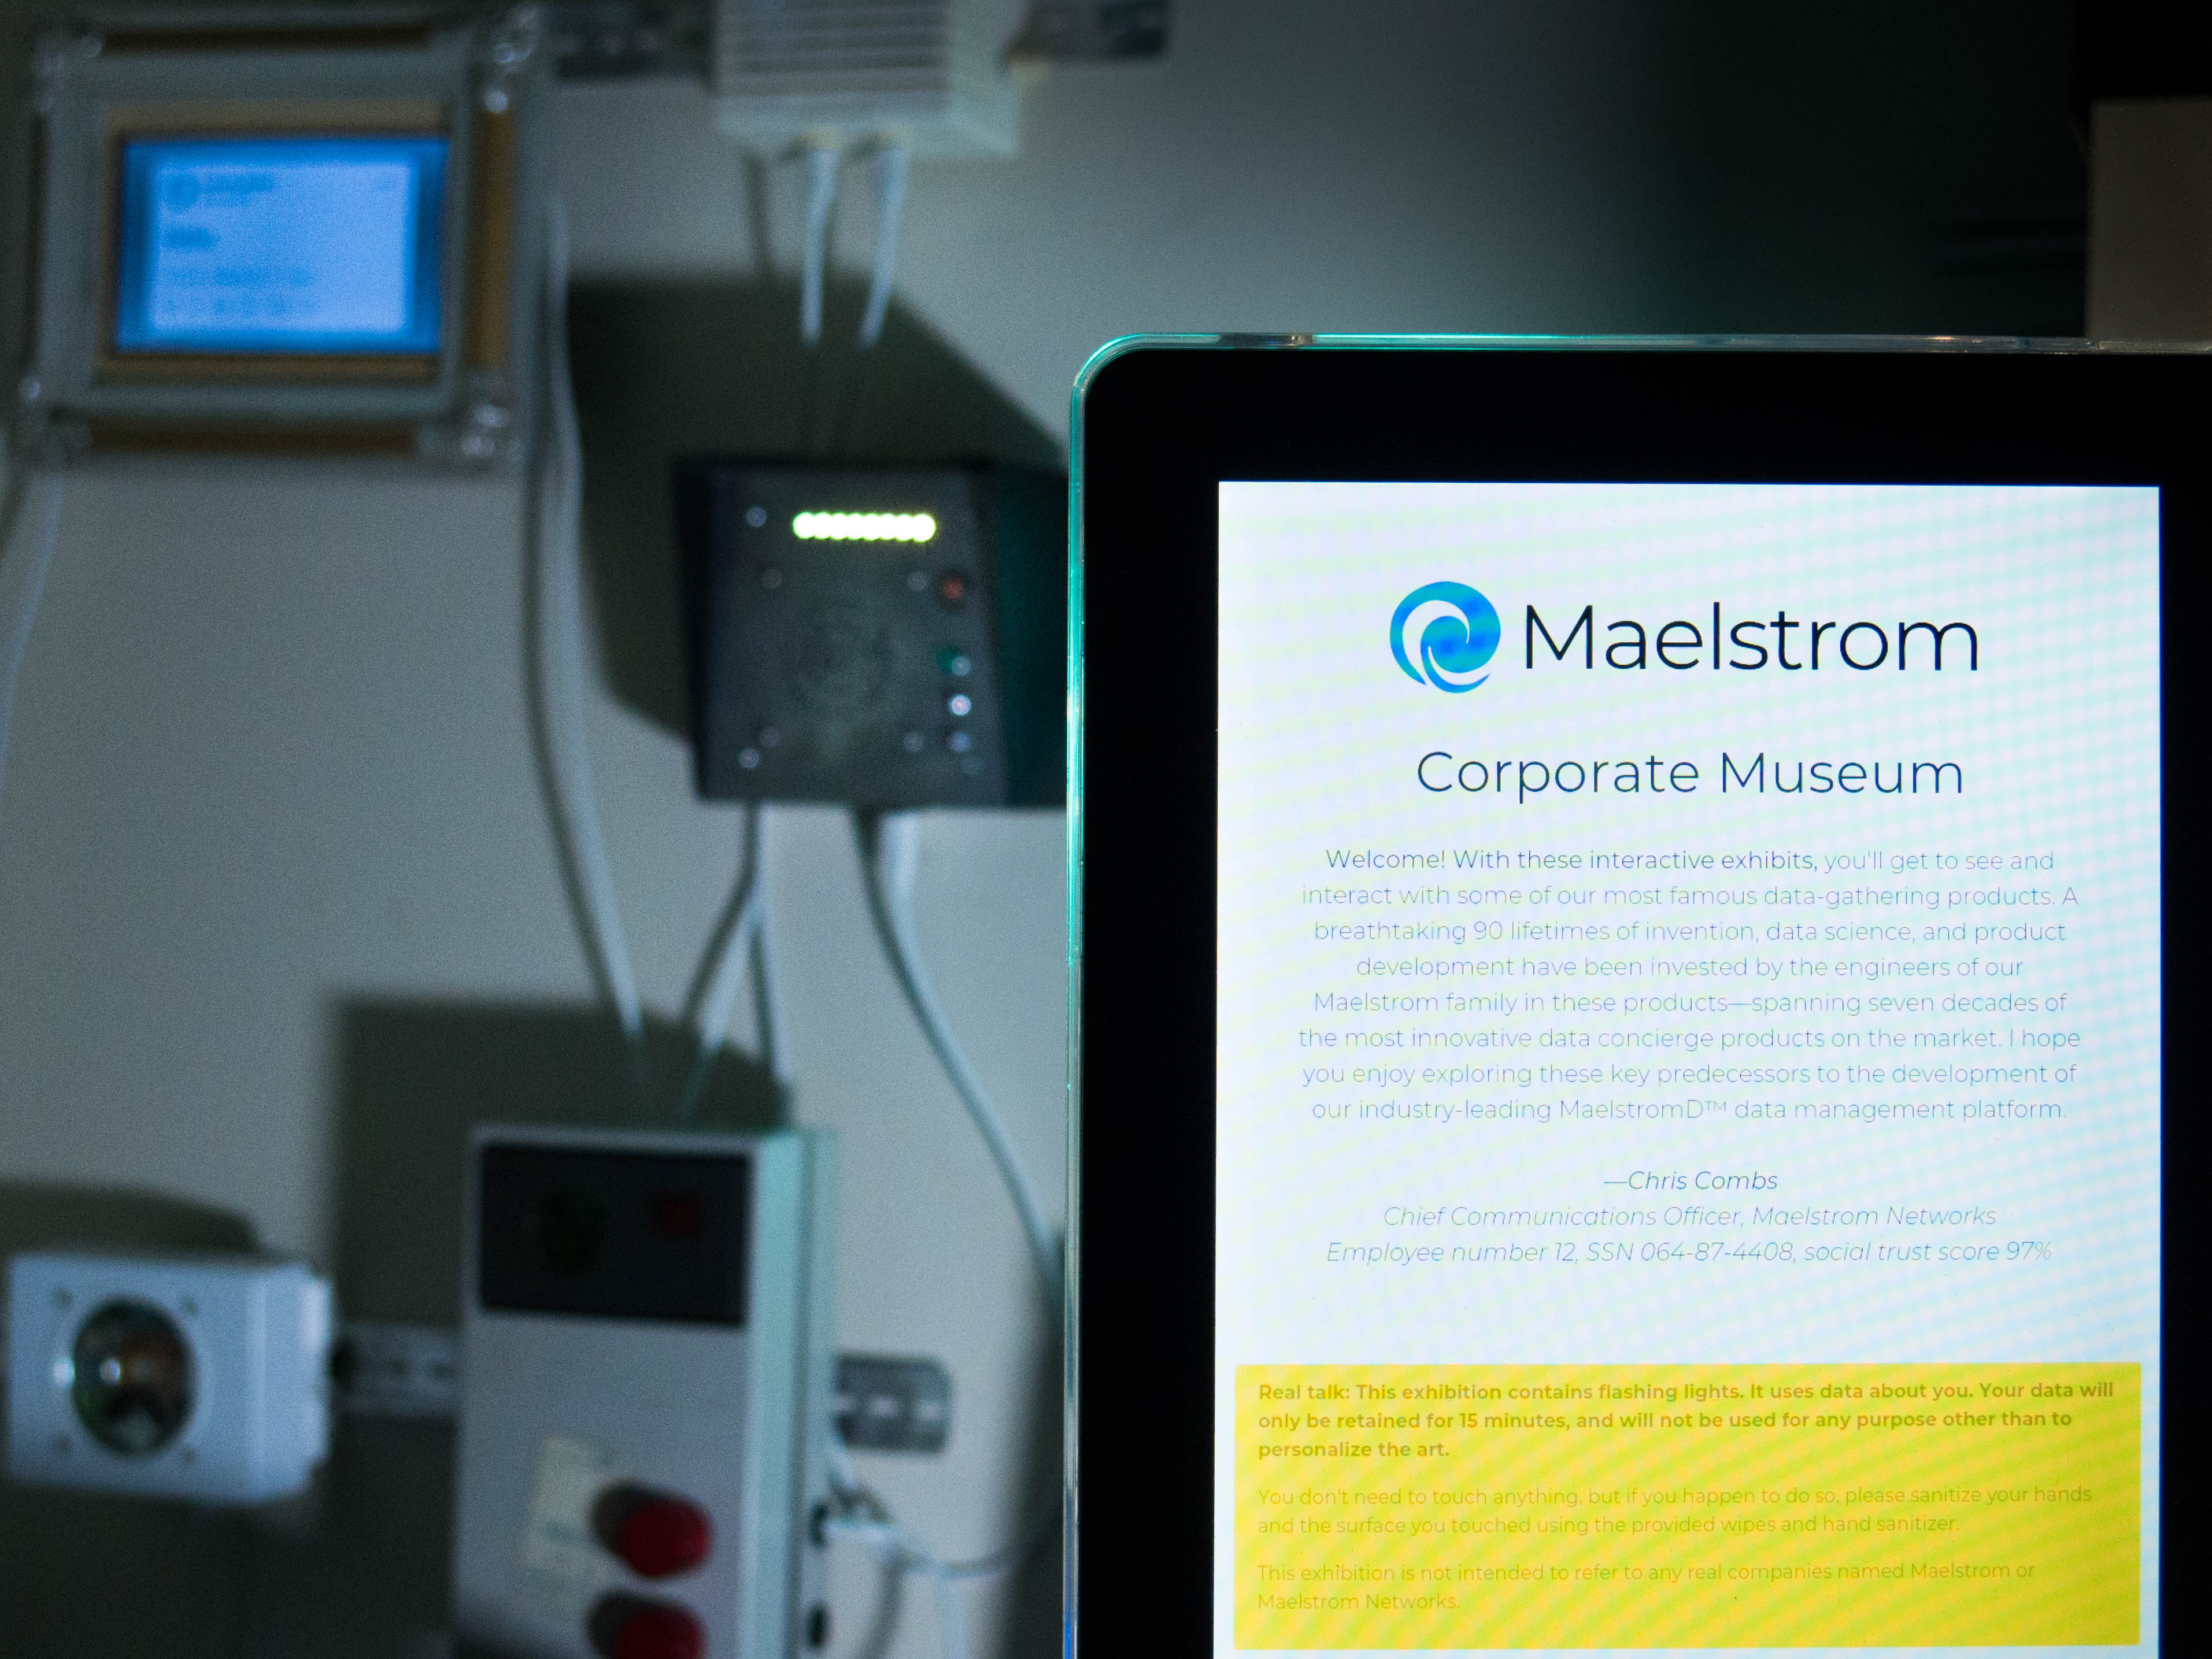 Maelstrom
Corporate Museum
Welcome! With these interactive exhibits, you'll get to see and
interact with some of our most famous data-gathering products. A
breathtaking 90 lifetimes of invention, data science, and product
development have been invested by the engineers of our
Maelstrom family in these products—spanning seven decades of
the most innovative data concierge products on the market. I hope
you enjoy exploring these key predecessors to the development of
our industry-leading MaelstromD™ data management platform.
—Chris Combs
Chief Communications Officer, Maelstrom Networks
Employee number 12, SSN 064-87-4408, social trust score 97%
Real talk: This exhibition contains flashing lights. It uses data about you. Your data will
only be retained for 15 minutes, and will not be used for any purpose other than to
personalize the art.
You don't need to touch anything, but if you happen to do so, please sanitize your hands
and the surface you touched using the provided wipes and hand sanitizer.
This exhibition is not intended to refer to any real companies named Maelstrom or
Maelstrom Networks.